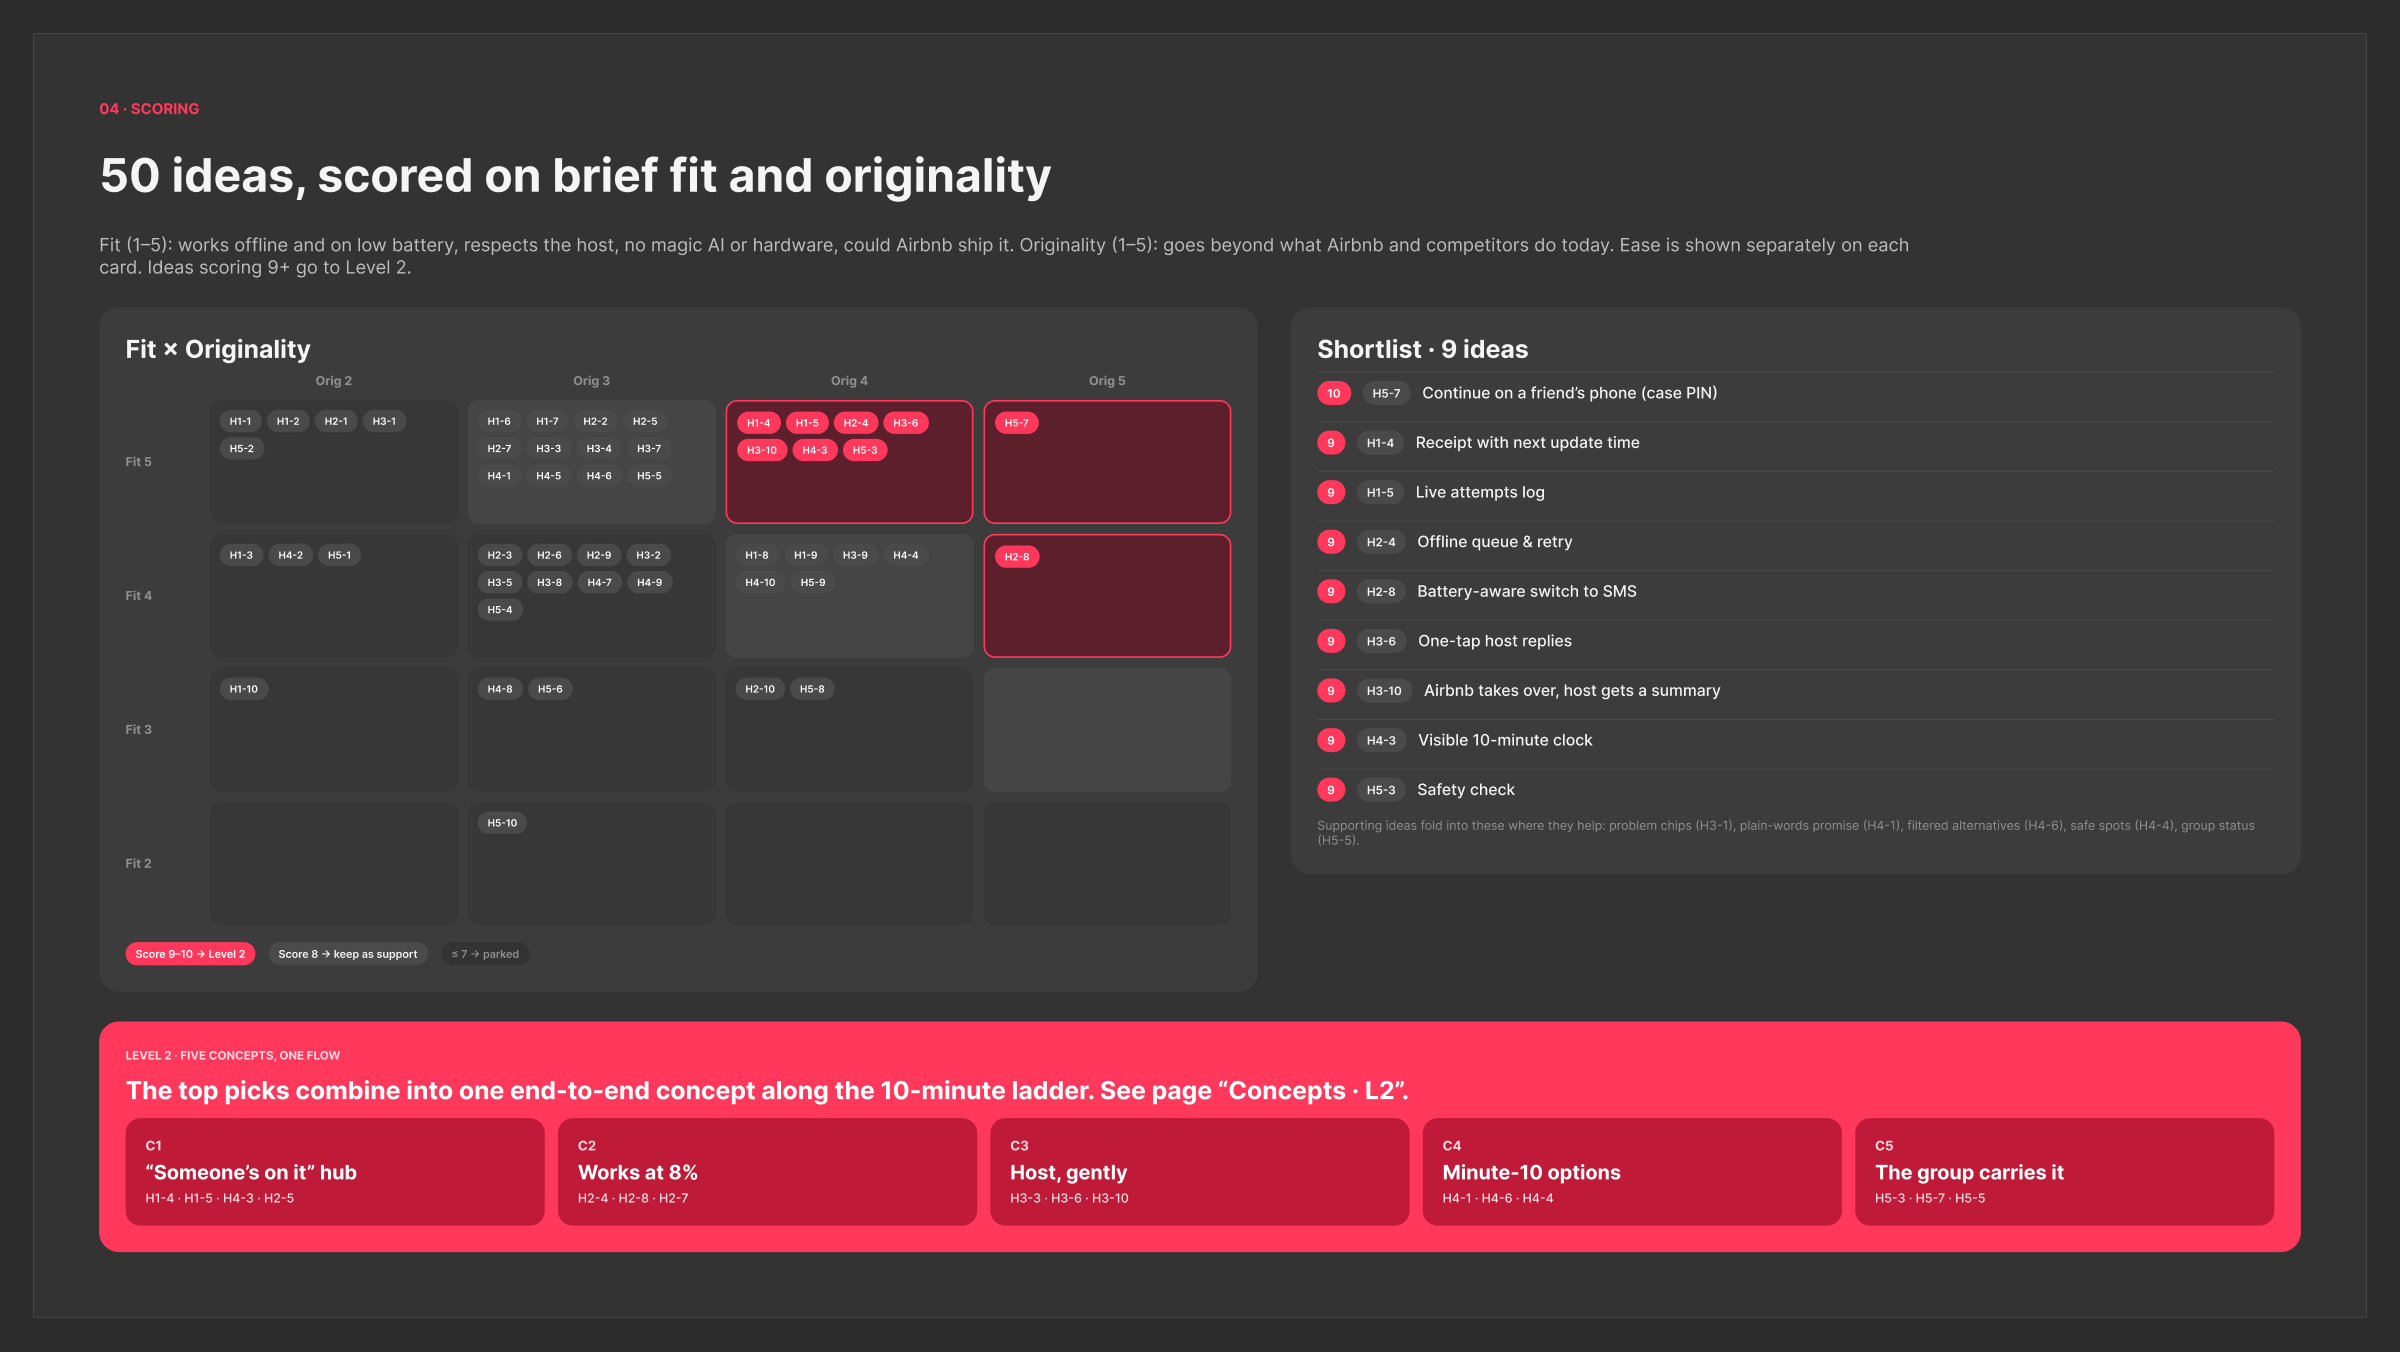 04 · SCORING
50 ideas, scored on brief fit and originality
Fit (1–5): works offline and on low battery, respects the host, no magic AI or hardware, could Airbnb ship it. Originality (1–5): goes beyond what Airbnb and competitors do today. Ease is shown separately on each
card. Ideas scoring 9+ go to Level 2.
Fit × Originality
Orig 2 Orig 3 Orig 4 Orig 5
Fit 5
H1-1 H1-2 H2-1 H3-1
H5-2
H1-6 H1-7 H2-2 H2-5
H2-7 H3-3 H3-4 H3-7
H4-1 H4-5 H4-6 H5-5
H1-4 H1-5 H2-4 H3-6
H3-10 H4-3 H5-3
H5-7
Fit 4
H1-3 H4-2 H5-1
H2-3 H2-6 H2-9 H3-2
H3-5 H3-8 H4-7 H4-9
H5-4
H1-8 H1-9 H3-9 H4-4
H4-10 H5-9
H2-8
Fit 3
H1-10
H4-8 H5-6
H2-10 H5-8
Fit 2
H5-10
Score 9–10 → Level 2 Score 8 → keep as support ≤ 7 → parked
Shortlist · 9 ideas
10 H5-7 Continue on a friend’s phone (case PIN)
9 H1-4 Receipt with next update time
9 H1-5 Live attempts log
9 H2-4 Offline queue & retry
9 H2-8 Battery-aware switch to SMS
9 H3-6 One-tap host replies
9 H3-10 Airbnb takes over, host gets a summary
9 H4-3 Visible 10-minute clock
9 H5-3 Safety check
Supporting ideas fold into these where they help: problem chips (H3-1), plain-words promise (H4-1), filtered alternatives (H4-6), safe spots (H4-4), group status
(H5-5).
LEVEL 2 · FIVE CONCEPTS, ONE FLOW
The top picks combine into one end-to-end concept along the 10-minute ladder. See page “Concepts · L2”.
C1
“Someone’s on it” hub
H1-4 · H1-5 · H4-3 · H2-5
C2
Works at 8%
H2-4 · H2-8 · H2-7
C3
Host, gently
H3-3 · H3-6 · H3-10
C4
Minute-10 options
H4-1 · H4-6 · H4-4
C5
The group carries it
H5-3 · H5-7 · H5-5